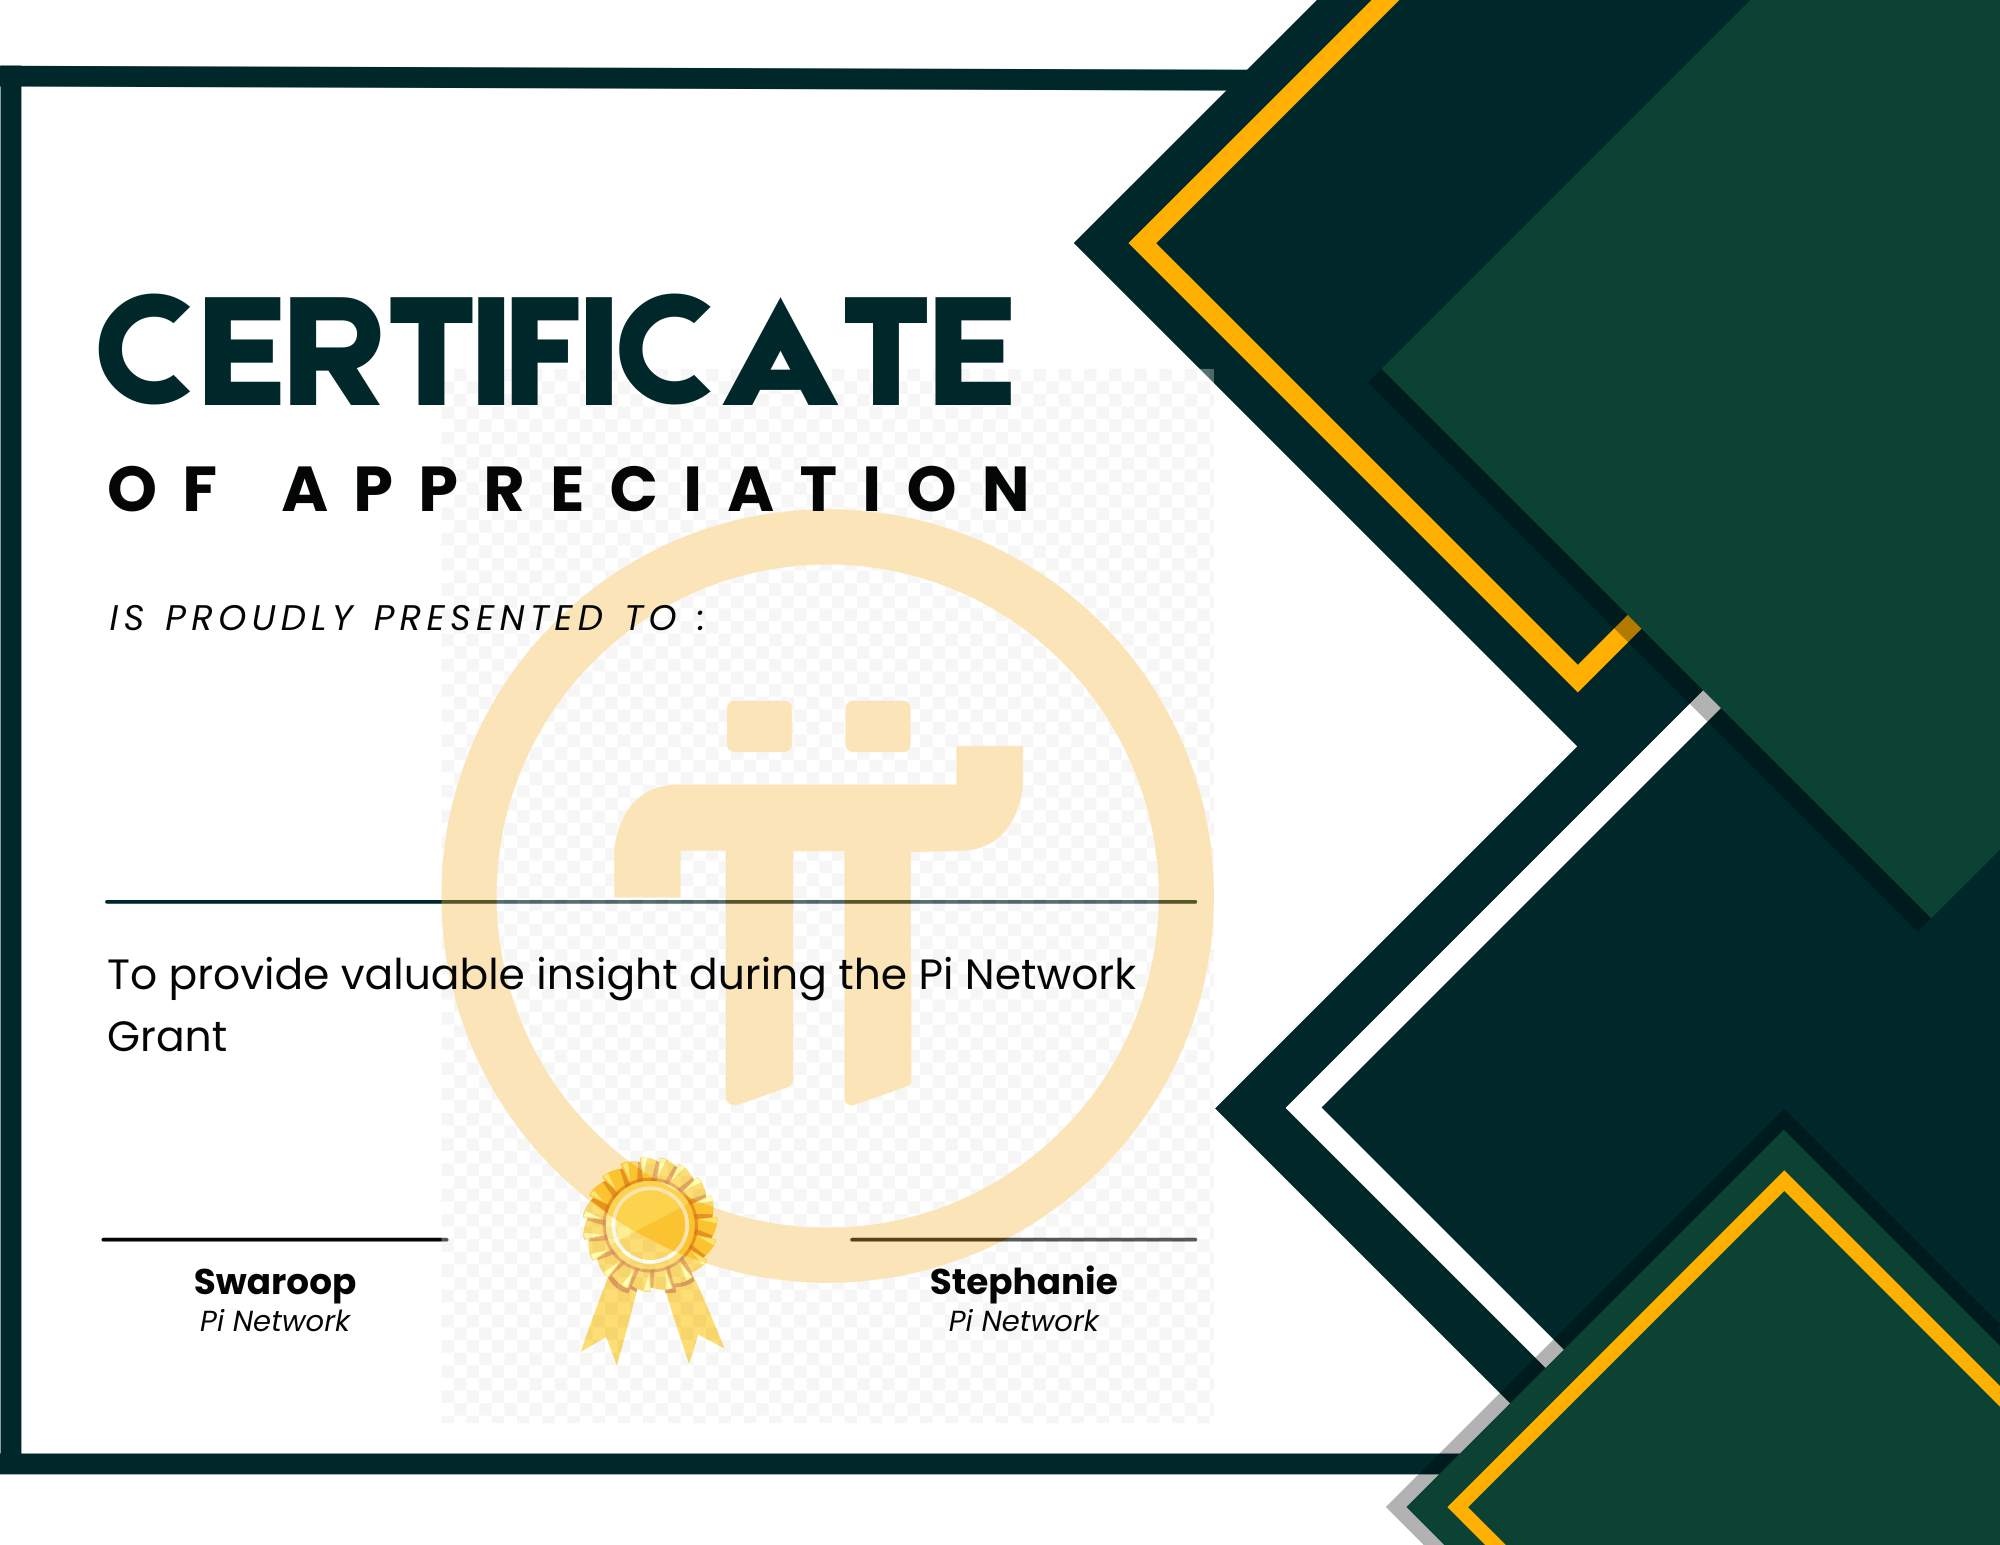 CERTIFICATE
OF APPRECIATION
IS PROUDLY PRESENTED TO :
To provide valuable insight during the Pi Network
Grant
Swaroop
Pi Network
Stephanie
Pi Network